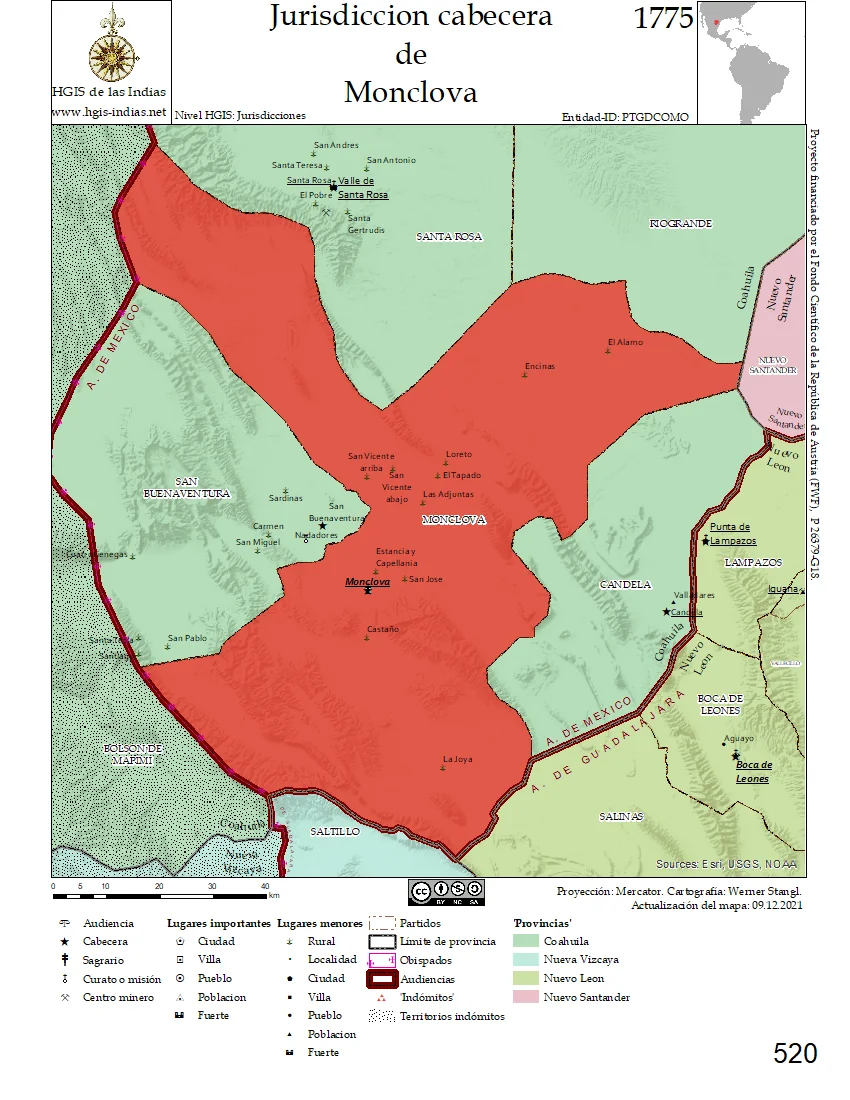 Jurisdiccion cabecera
de
Monclova
1775
HGIS de las Indias
www.hgis-indias.net
Nivel HGIS: Jurisdicciones
Entidad-ID: PTGDCOMO
San Andres
San Antonio
Santa Teresa
Santa Rosa
Valle de
Santa Rosa
El Pobre
Santa
Gertrudis
SANTA ROSA
RIOGRANDE
Coahuila
Nuevo
Santander
NUEVO
SANTANDER
Nuevo
Santander
Nuevo
Leon
A. DE MEXICO
El Alamo
Encinas
San Vicente
arriba
San
Vicente
abajo
Loreto
El Tapado
Las Adjuntas
MONCLOVA
SAN
BUENAVENTURA
Sardinas
San
Buenaventura
Carmen
Nadadores
San Miguel
Estancia y
Capellania
Monclova
San Jose
Castaño
San Pablo
CANDELA
Punta de
Lampazos
LAMPAZOS
Iguana
Valladares
Candela
Coahuila
Nuevo
Leon
VALLECILLO
BOCA DE
LEONES
Aguayo
Boca de
Leones
A. DE MEXICO
A. DE GUADALAJARA
BOLSON DE
MAPIMI
La Joya
SALINAS
SALTILLO
Coahuila
Nueva
Vizcaya
Sources: Esri, USGS, NOAA
Proyecto financiado por el Fondo Científico de la República de Austria (FWF), P 26379-G18.
0 5 10 20 30 40
km
CC BY NC SA
Proyección: Mercator. Cartografía: Werner Stangl.
Actualización del mapa: 09.12.2021
Audiencia
Cabecera
Sagrario
Curato o misión
Centro minero
Lugares importantes
Ciudad
Villa
Pueblo
Poblacion
Fuerte
Lugares menores
Rural
Localidad
Ciudad
Villa
Pueblo
Poblacion
Fuerte
Partidos
Límite de provincia
Obispados
Audiencias
'Indómitos'
Territorios indómitos
'Provincias'
Coahuila
Nueva Vizcaya
Nuevo Leon
Nuevo Santander
520